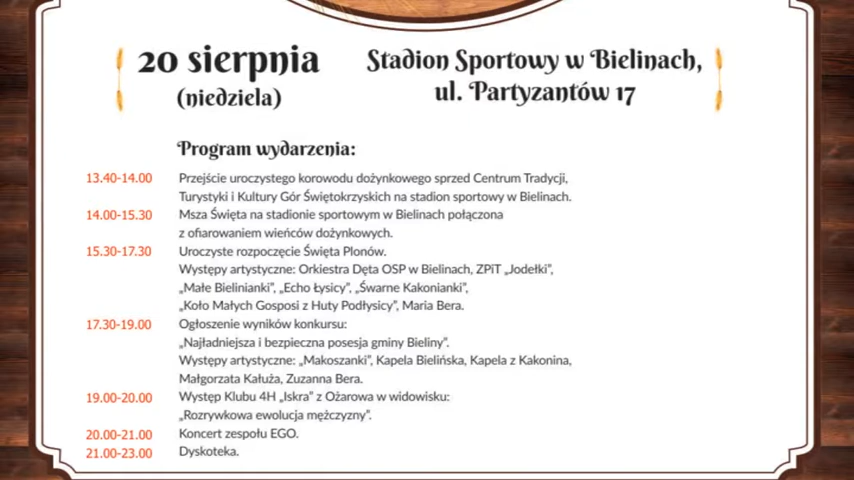 20 sierpnia
(niedziela)
Stadion Sportowy w Bielinach,
ul. Partyzantów 17
Program wydarzenia:
13.40-14.00 Przejście uroczystego korowodu dożynkowego sprzed Centrum Tradycji,
Turystyki i Kultury Gór Świętokrzyskich na stadion sportowy w Bielinach.
14.00-15.30 Msza Święta na stadionie sportowym w Bielinach połączona
z ofiarowaniem wieńców dożynkowych.
15.30-17.30 Uroczyste rozpoczęcie Święta Plonów.
Występy artystyczne: Orkiestra Dęta OSP w Bielinach, ZPiT „Jodełki”,
„Małe Bielinianki”, „Echo Łysicy”, „Świarne Kakonianki”,
„Koło Małych Gosposi z Huty Podłysicy”, Maria Bera.
17.30-19.00 Ogłoszenie wyników konkursu:
„Najładniejsza i bezpieczna posesja gminy Bieliny”.
Występy artystyczne: „Makoszanki”, Kapela Bielińska, Kapela z Kakonina,
Małgorzata Kałuża, Zuzanna Bera.
19.00-20.00 Występ Klubu 4H „Iskra” z Ożarowa w widowisku:
„Rozrywkowa ewolucja mężczyzny”.
20.00-21.00 Koncert zespołu EGO.
21.00-23.00 Dyskoteka.